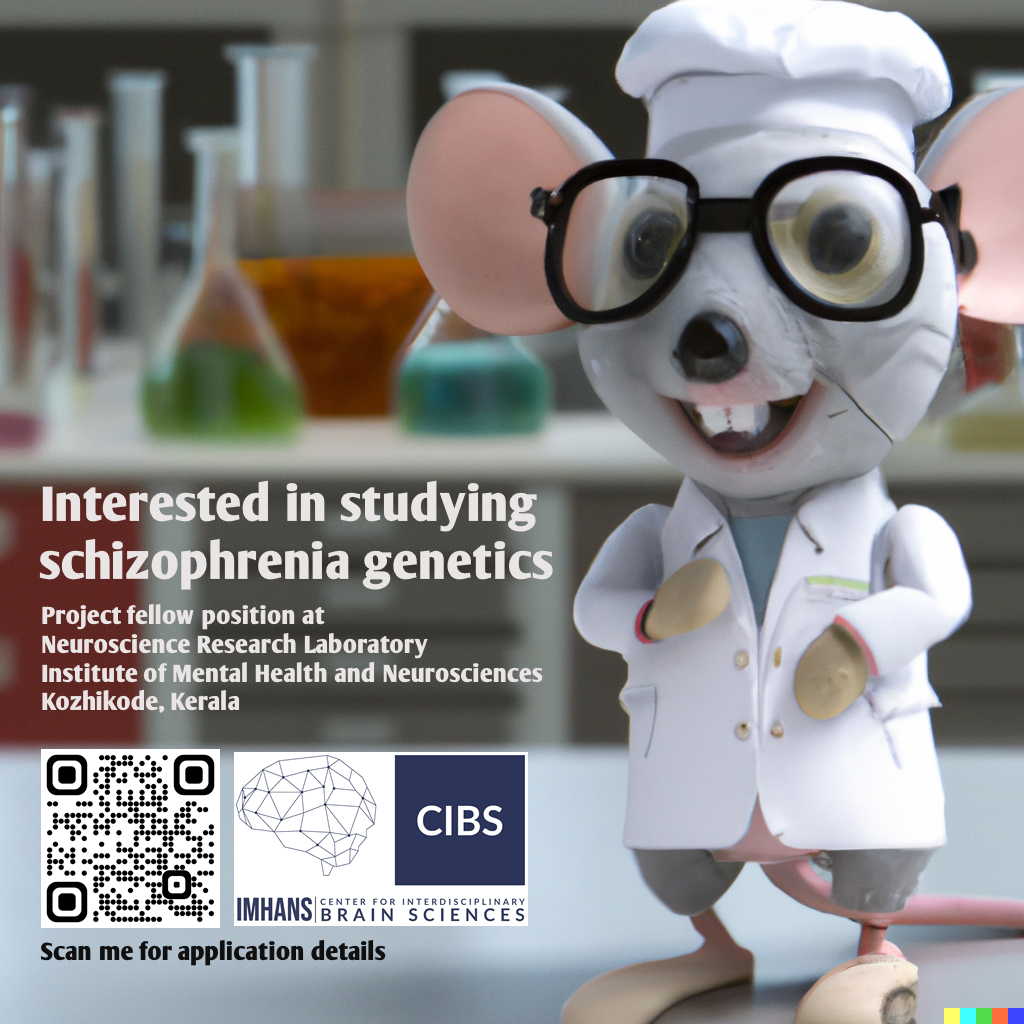 Interested in studying
schizophrenia genetics
Project fellow position at
Neuroscience Research Laboratory
Institute of Mental Health and Neurosciences
Kozhikode, Kerala
CIBS
IMHANS CENTER FOR INTERDISCIPLINARY
BRAIN SCIENCES
Scan me for application details